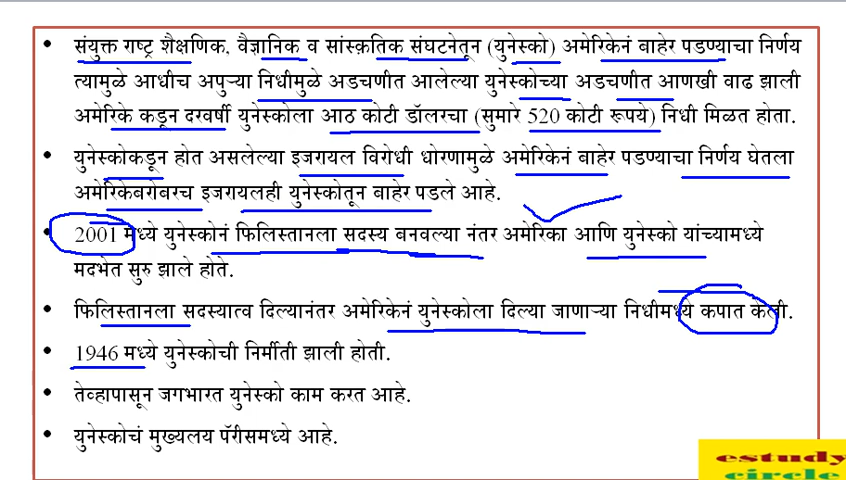 संयुक्त राष्ट्र शैक्षणिक, वैज्ञानिक व सांस्क्रतिक संघटनेतून (युनेस्को) अमेरिकेनं बाहेर पडण्याचा निर्णय
त्यामुळे आधीच अपुऱ्या निधीमुळे अडचणीत आलेल्या युनेस्कोच्या अडचणीत आणखी वाढ झाली
अमेरिके कडून दरवर्षी युनेस्कोला आठ कोटी डॉलरचा (सुमारे 520 कोटी रूपये) निधी मिळत होता.
युनेस्कोकडून होत असलेल्या इजरायल विरोधी धोरणामुळे अमेरिकेनं बाहेर पडण्याचा निर्णय घेतला
अमेरिकेबरोबरच इजरायलही युनेस्कोतून बाहेर पडले आहे.
2001 मध्ये युनेस्कोनं फिलिस्तानला सदस्य बनवल्या नंतर अमेरिका आणि युनेस्को यांच्यामध्ये
मदभेत सुरु झाले होते.
फिलिस्तानला सदस्यात्व दिल्यानंतर अमेरिकेनं युनेस्कोला दिल्या जाणाऱ्या निधीमध्ये कपात केली.
1946 मध्ये युनेस्कोची निर्मीती झाली होती.
तेव्हापासून जगभारत युनेस्को काम करत आहे.
युनेस्कोचं मुख्यलय पॅरीसमध्ये आहे.
estudy
circle